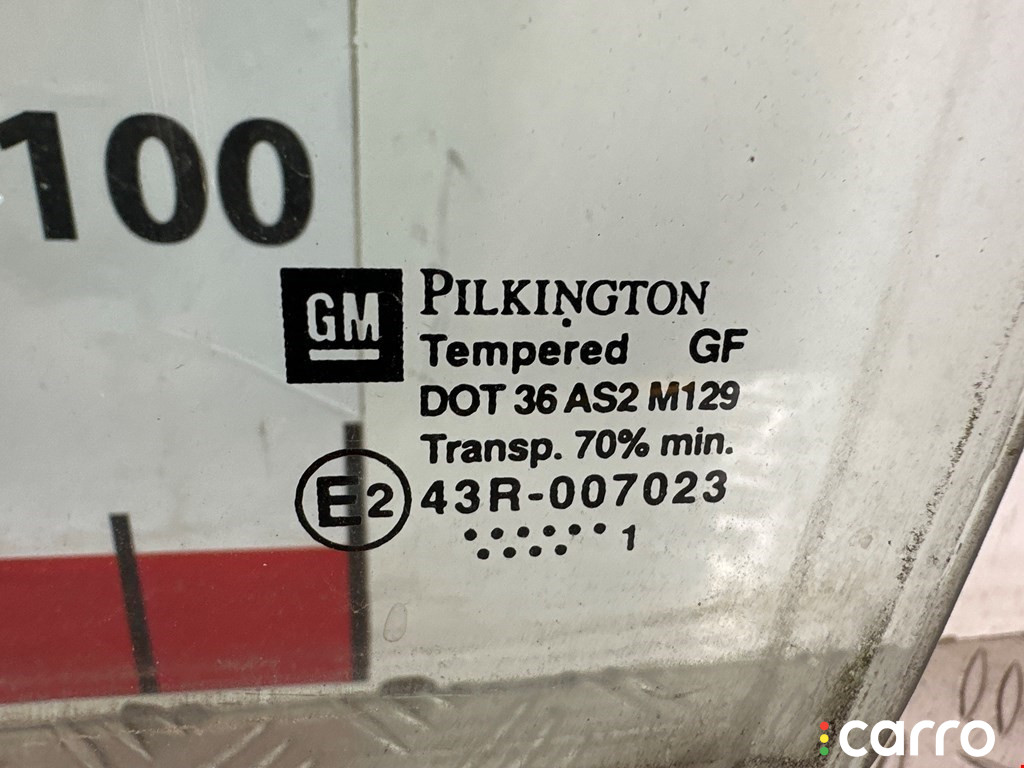 100
GM
PILKINGTON
Tempered GF
DOT 36 AS2 M129
Transp. 70% min.
E2 43R-007023
1
carro